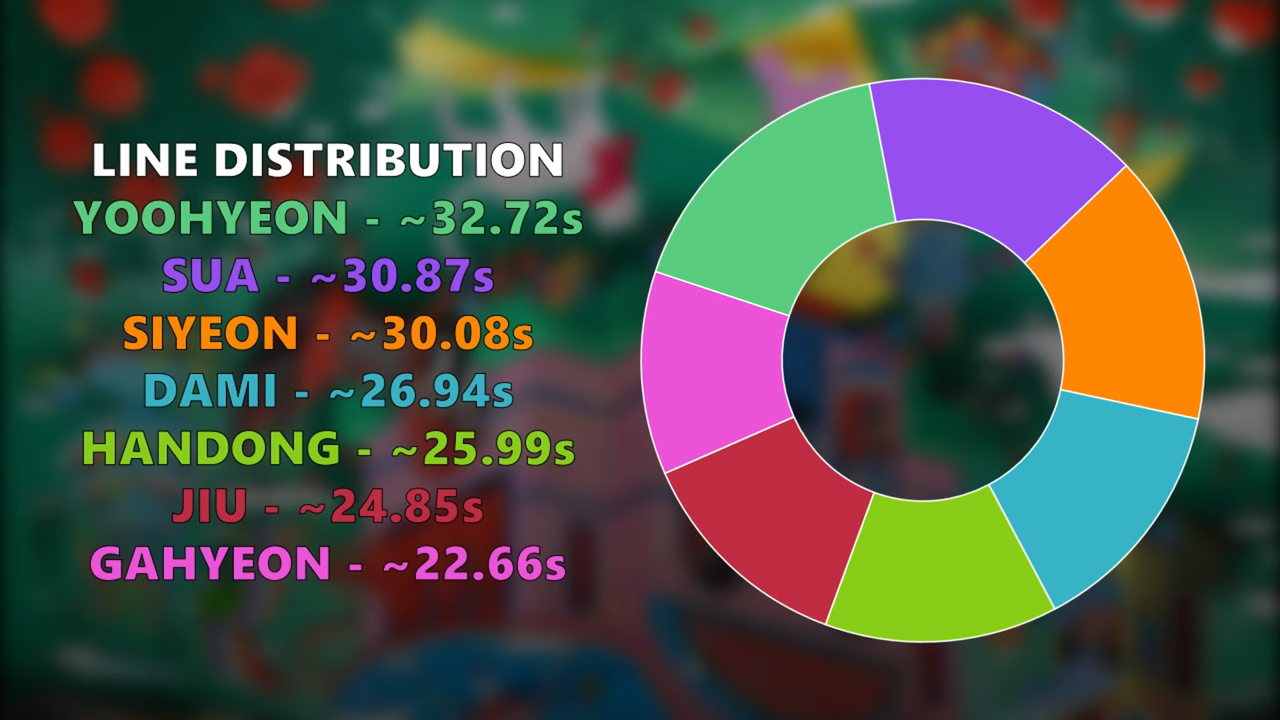 LINE DISTRIBUTION
YOOHYEON - ~32.72s
SUA - ~30.87s
SIYEON - ~30.08s
DAMI - ~26.94s
HANDONG - ~25.99s
JIU - ~24.85s
GAHYEON - ~22.66s